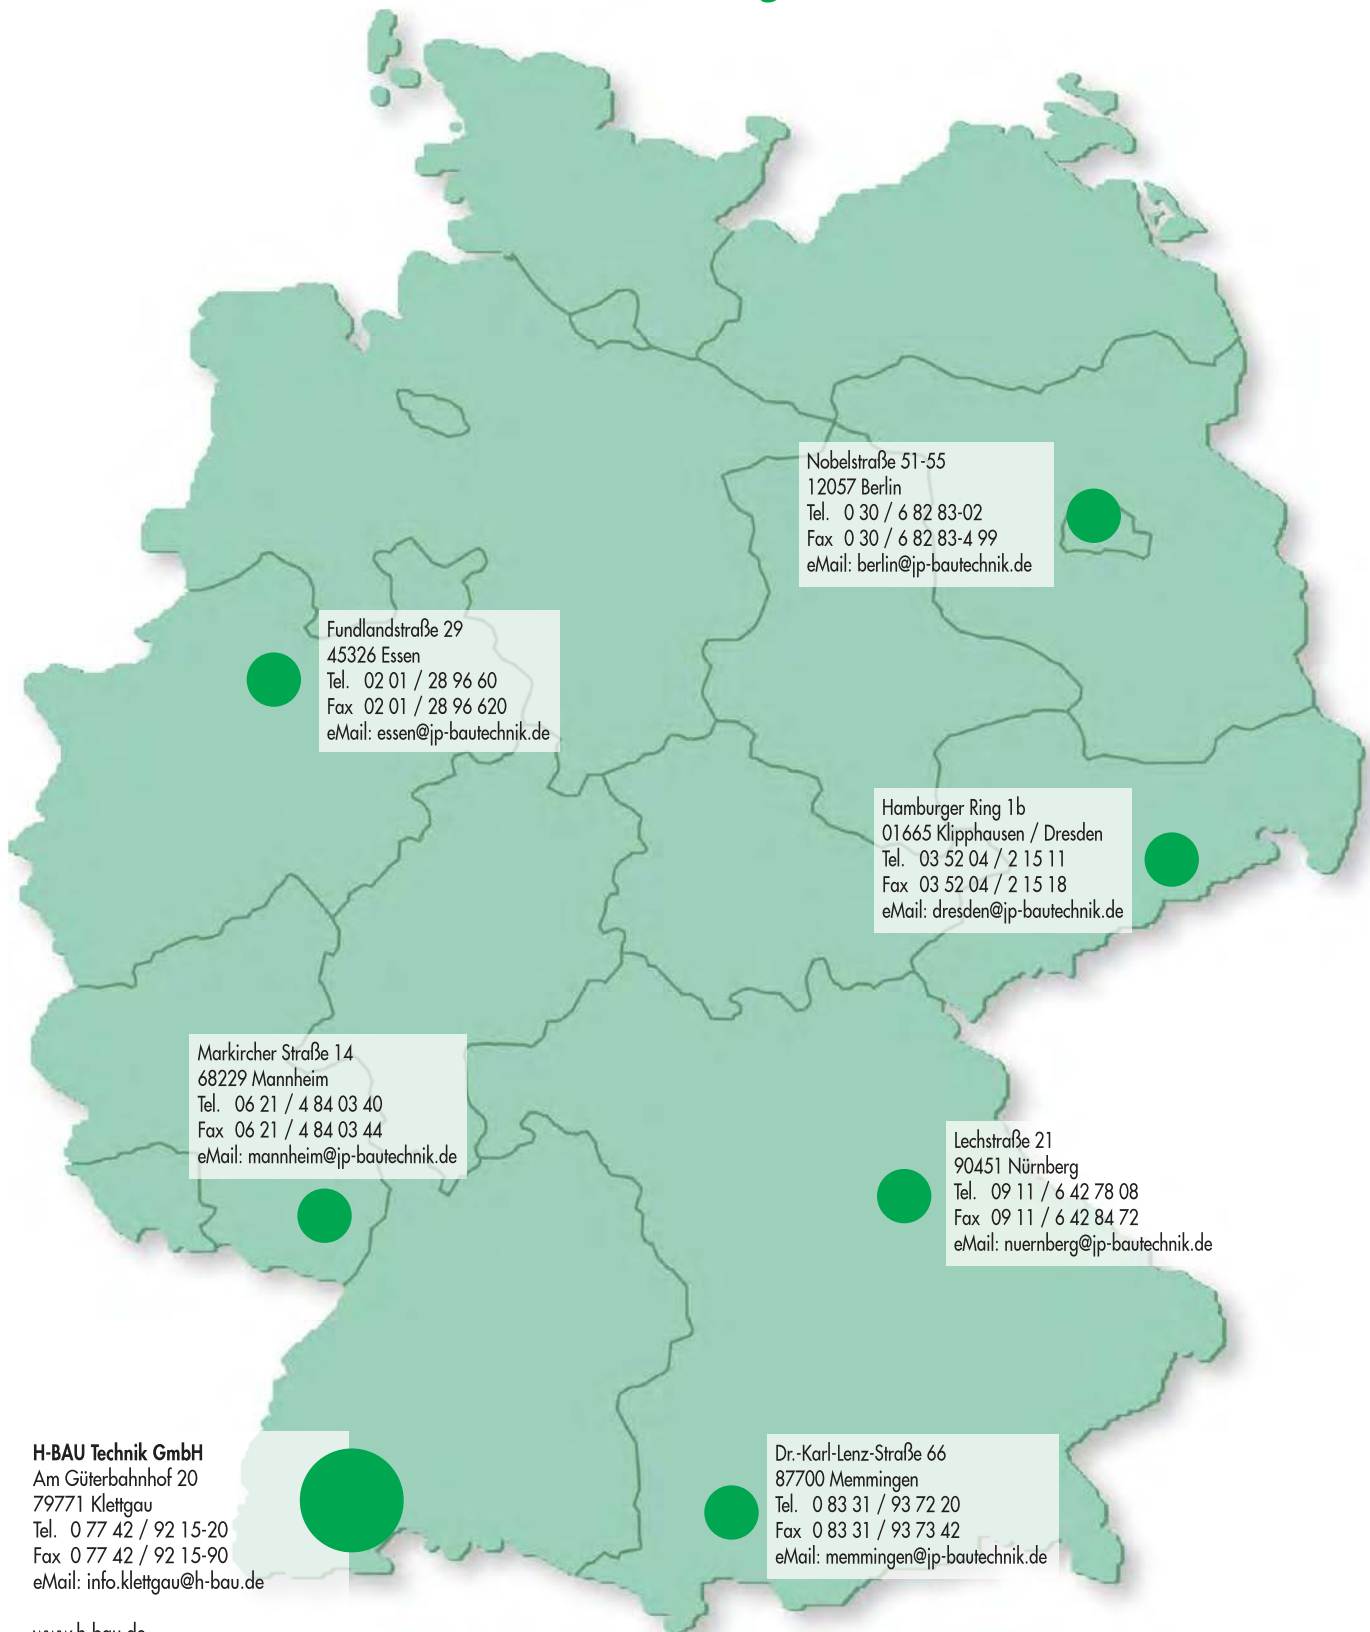 Nobelstraße 51-55
12057 Berlin
Tel. 0 30 / 6 82 83-02
Fax 0 30 / 6 82 83-4 99
eMail: berlin@jp-bautechnik.de
Fundlandstraße 29
45326 Essen
Tel. 02 01 / 28 96 60
Fax 02 01 / 28 96 620
eMail: essen@jp-bautechnik.de
Hamburger Ring 1b
01665 Klipphausen / Dresden
Tel. 03 52 04 / 2 15 11
Fax 03 52 04 / 2 15 18
eMail: dresden@jp-bautechnik.de
Markircher Straße 14
68229 Mannheim
Tel. 06 21 / 4 84 03 40
Fax 06 21 / 4 84 03 44
eMail: mannheim@jp-bautechnik.de
Lechstraße 21
90451 Nürnberg
Tel. 09 11 / 6 42 78 08
Fax 09 11 / 6 42 84 72
eMail: nuernberg@jp-bautechnik.de
H-BAU Technik GmbH
Am Güterbahnhof 20
79771 Klettgau
Tel. 0 77 42 / 92 15-20
Fax 0 77 42 / 92 15-90
eMail: info.klettgau@h-bau.de
www.h-bau.de
Dr.-Karl-Lenz-Straße 66
87700 Memmingen
Tel. 0 83 31 / 93 72 20
Fax 0 83 31 / 93 73 42
eMail: memmingen@jp-bautechnik.de